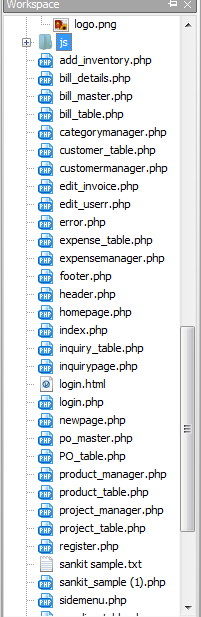 Workspace
logo.png
js
add_inventory.php
bill_details.php
bill_master.php
bill_table.php
categorymanager.php
customer_table.php
customermanager.php
edit_invoice.php
edit_userr.php
error.php
expense_table.php
expensemanager.php
footer.php
header.php
homepage.php
index.php
inquiry_table.php
inquirypage.php
login.html
login.php
newpage.php
po_master.php
PO_table.php
product_manager.php
product_table.php
project_manager.php
project_table.php
register.php
sankit sample.txt
sankit_sample (1).php
sidemenu.php